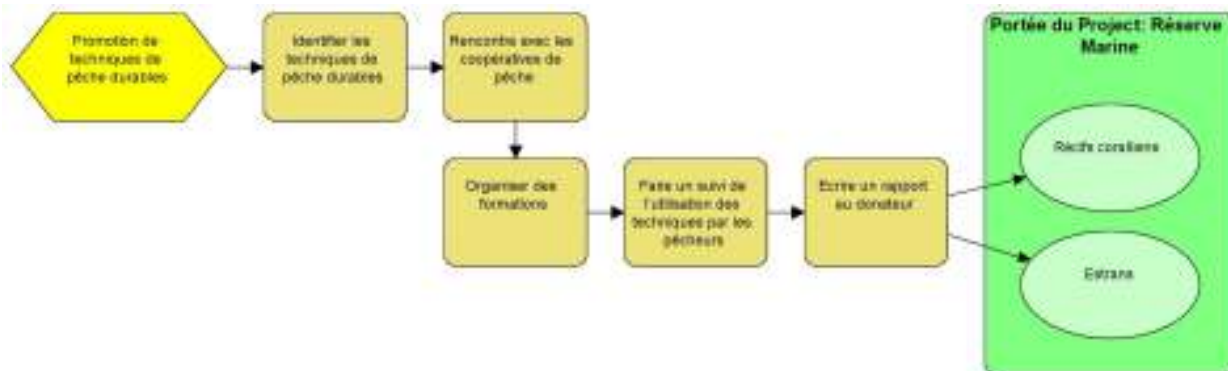 Promotion de
techniques de
pêche durables
Identifier les
techniques de
pêche durables
Rencontre avec les
coopératives de
pêche
Organiser des
formations
Faire un suivi de
l'utilisation des
techniques par les
pêcheurs
Ecrire un rapport
au donateur
Portée du Project: Réserve
Marine
Récifs coralliens
Estrans